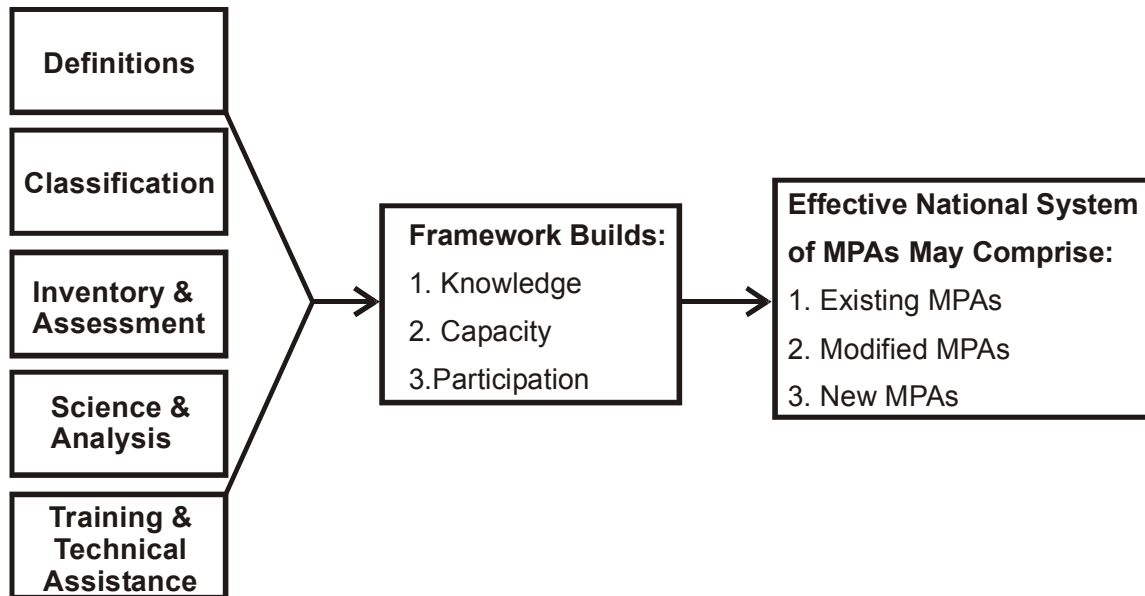 Definitions
Classification
Inventory &
Assessment
Science &
Analysis
Training &
Technical
Assistance
Framework Builds:
1. Knowledge
2. Capacity
3.Participation
Effective National System
of MPAs May Comprise:
1. Existing MPAs
2. Modified MPAs
3. New MPAs